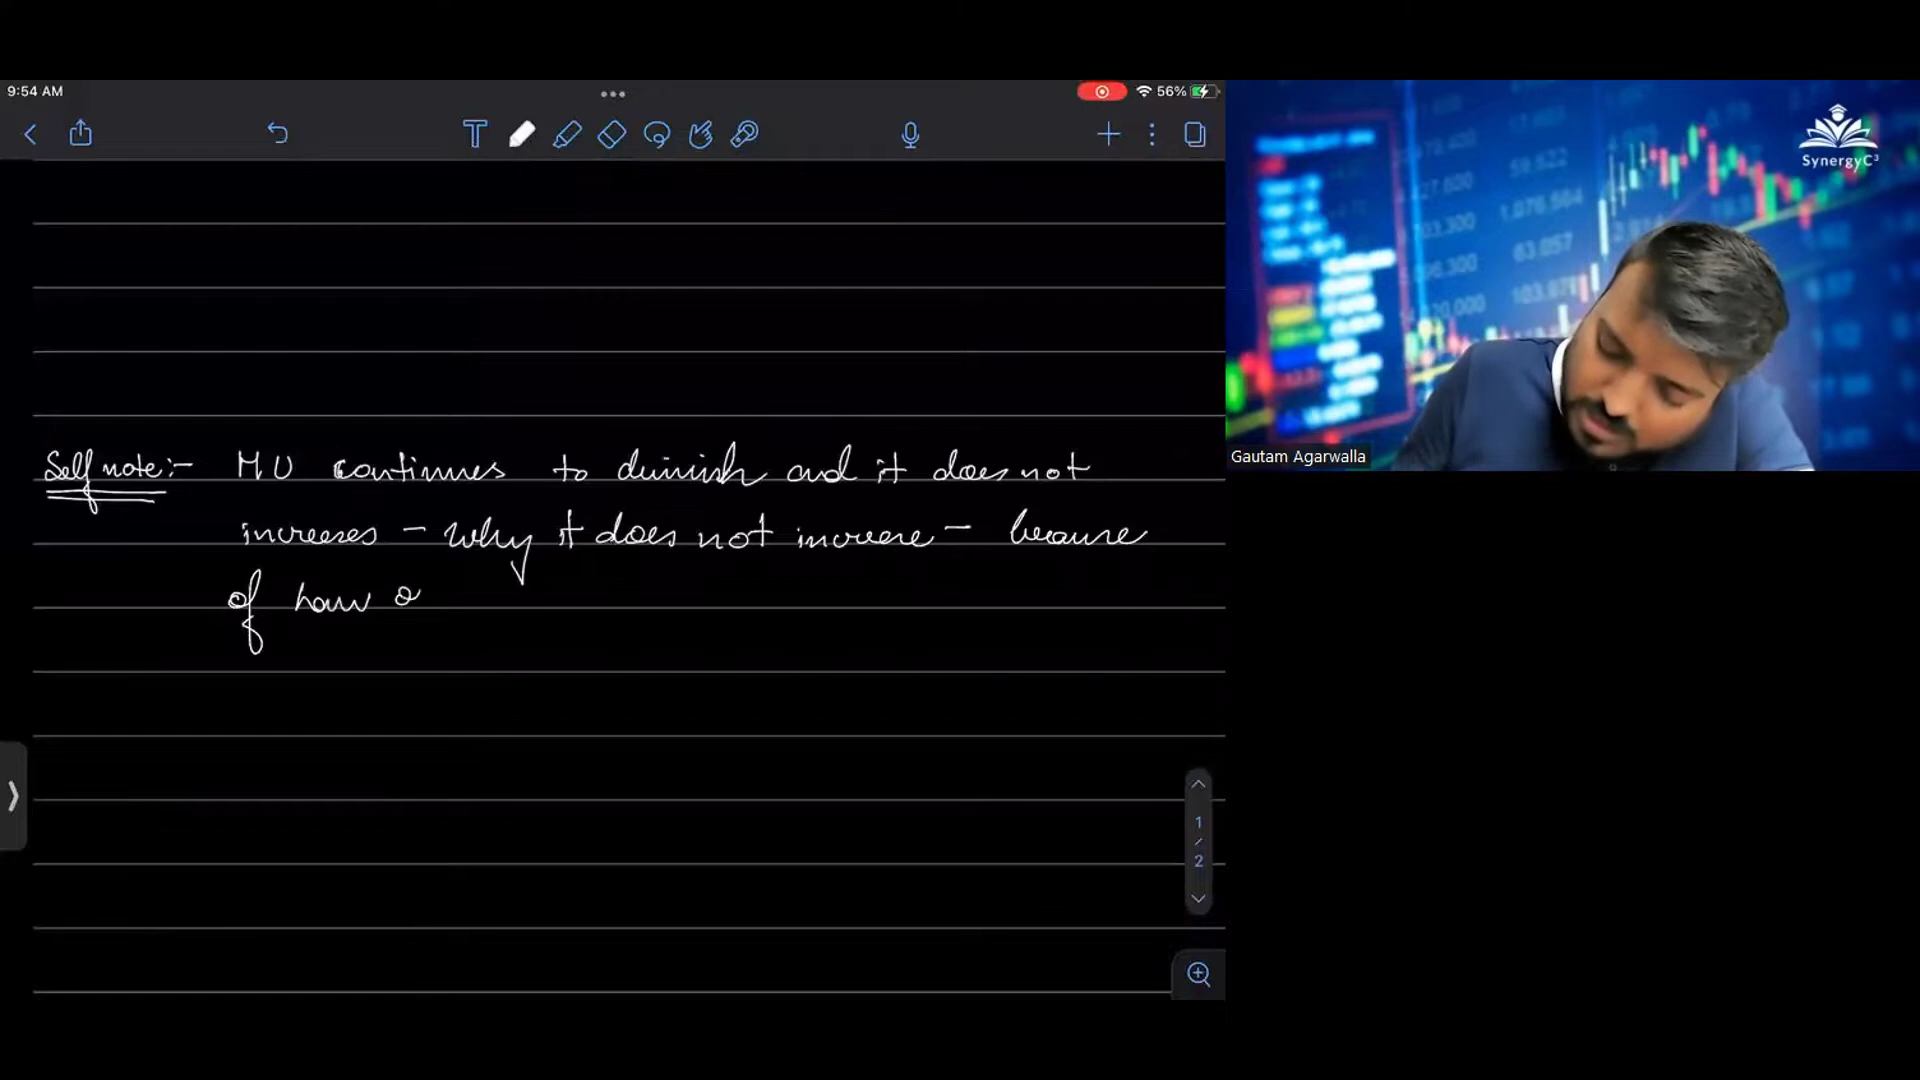 9:54 AM
56%
SynergyC³
Self note:- MU continues to diminish and it does not
increases - why it does not increase - because
of how
Gautam Agarwalla
1
/
2